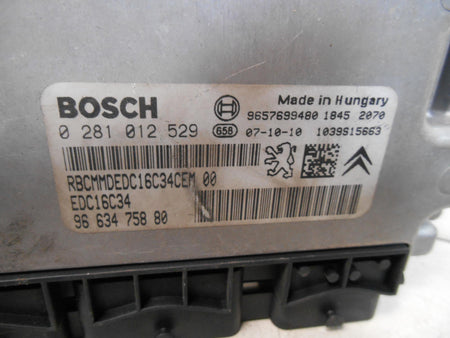 BOSCH
Made in Hungary
9657699480 1845 2070
0 281 012 529 G58 07-10-10 1039S15663
RBCMMDEDC16C34CEM 00
EDC16C34
96 634 758 80